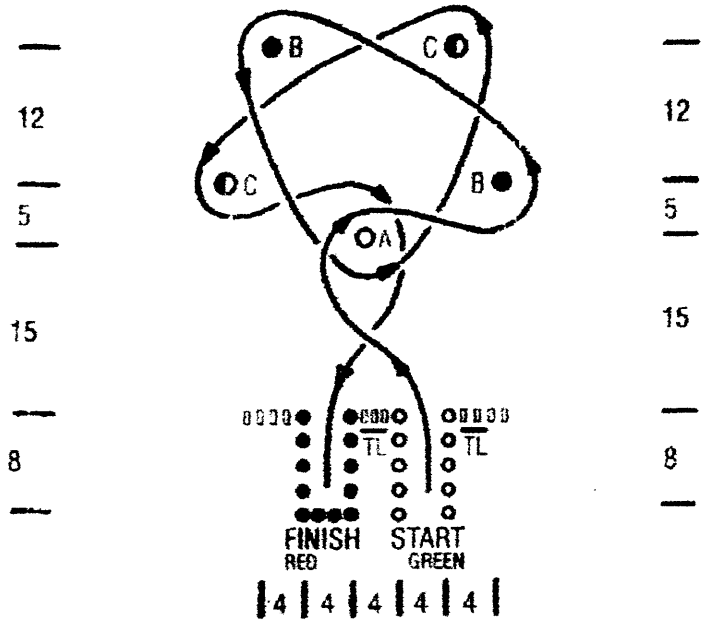 B C
12 12
C B
5 5
A
15 15
TL TL
8 8
FINISH START
RED GREEN
4 4 4 4 4